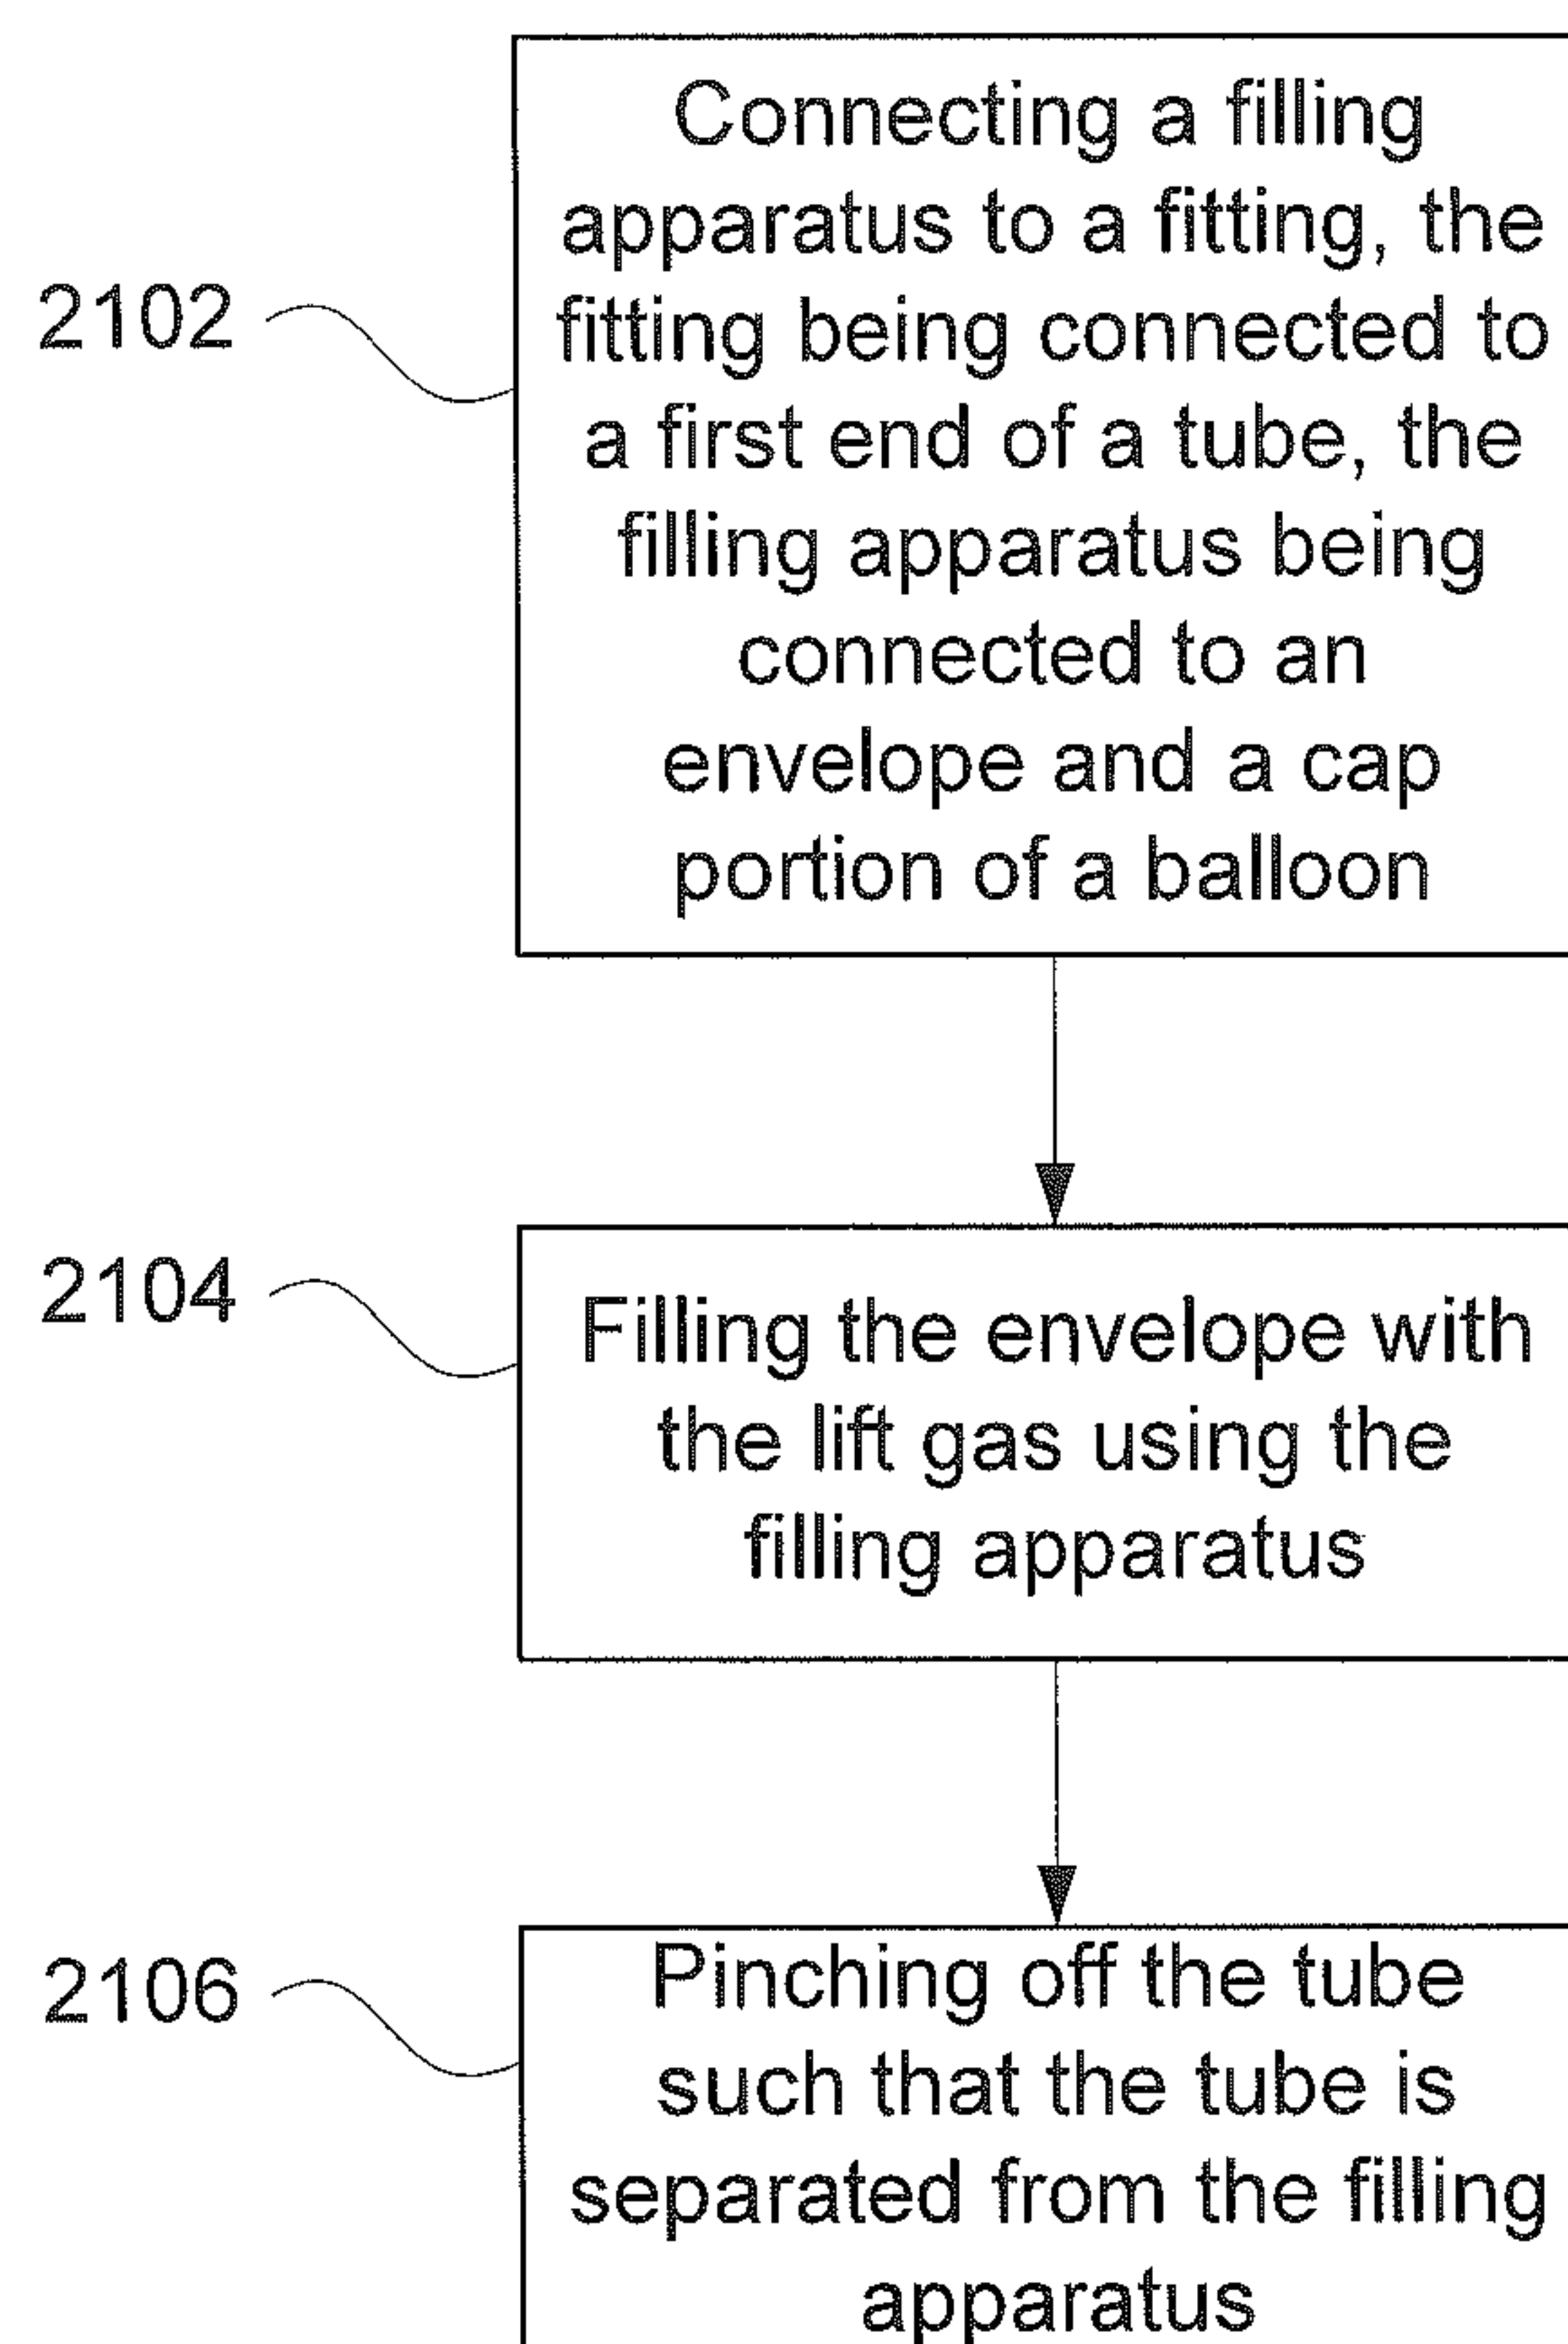 Connecting a filling
apparatus to a fitting, the
2102
fitting being connected to
a first end of a tube, the
filling apparatus being
connected to an
envelope and a cap
portion of a balloon
2104
Filling the envelope with
the lift gas using the
filling apparatus
2106
Pinching off the tube
such that the tube is
separated from the filling
apparatus